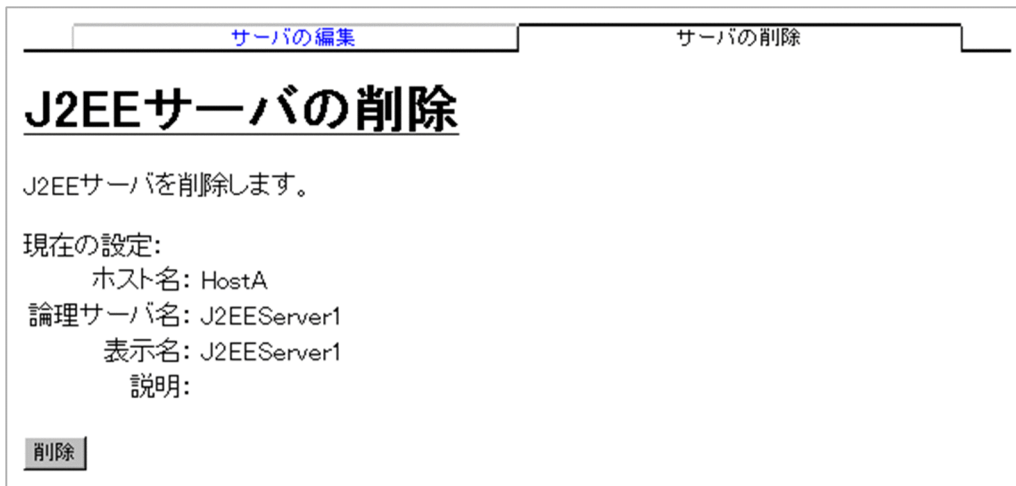 サーバの編集 サーバの削除
J2EEサーバの削除
J2EEサーバを削除します。
現在の設定:
ホスト名: HostA
論理サーバ名: J2EEServer1
表示名: J2EEServer1
説明:
削除